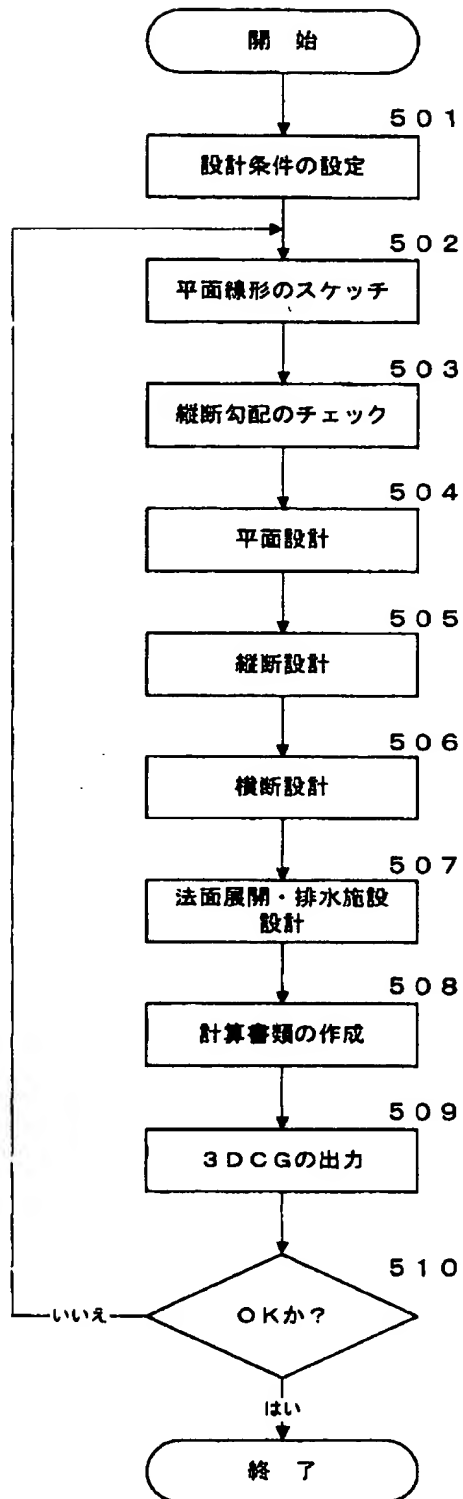 開 始
501
設計条件の設定
502
平面線形のスケッチ
503
縦断勾配のチェック
504
平面設計
505
縦断設計
506
横断設計
507
法面展開・排水施設
設計
508
計算書類の作成
509
3DCGの出力
510
OKか?
いいえ
はい
終 了